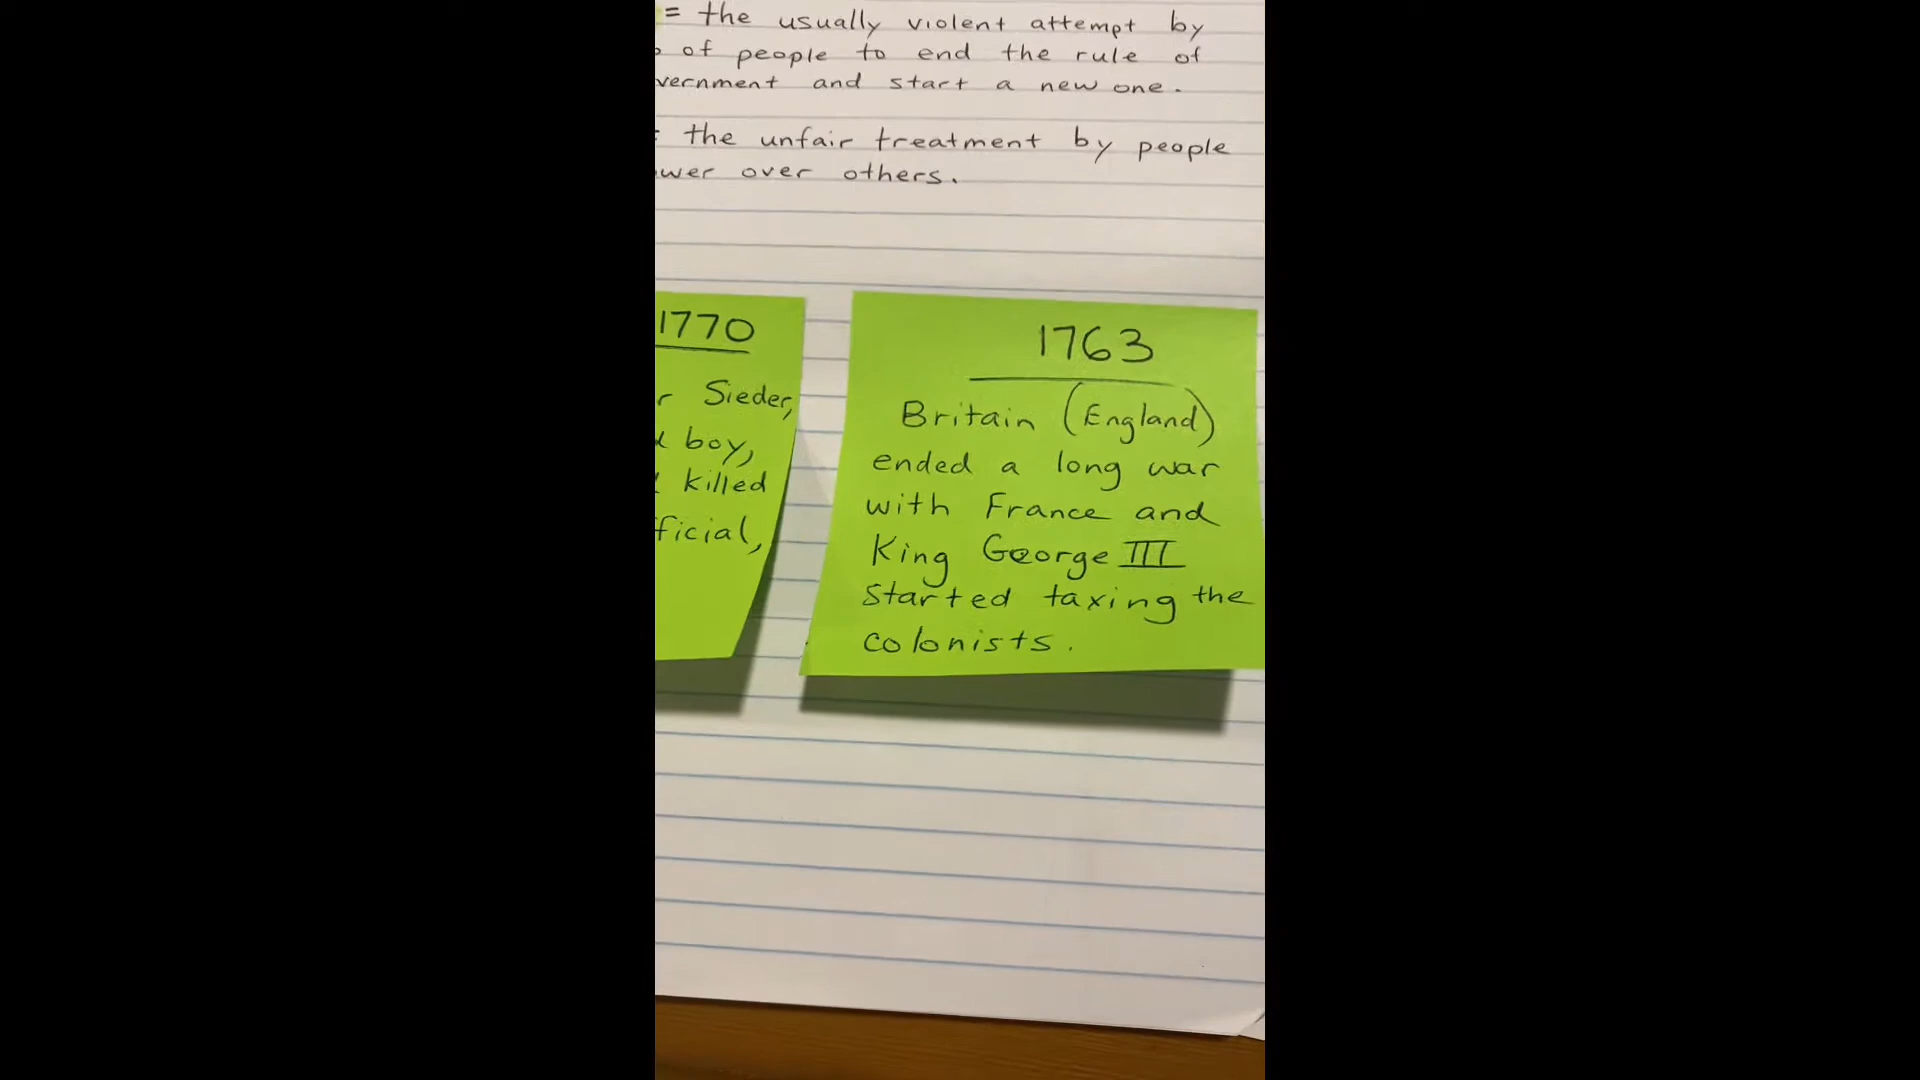 = the usually violent attempt by
of people to end the rule of
vernment and start a new one.
= the unfair treatment by people
wer over others.
1770
r Sieder,
boy,
killed
ficial,
1763
Britain (England)
ended a long war
with France and
King George III
started taxing the
colonists.